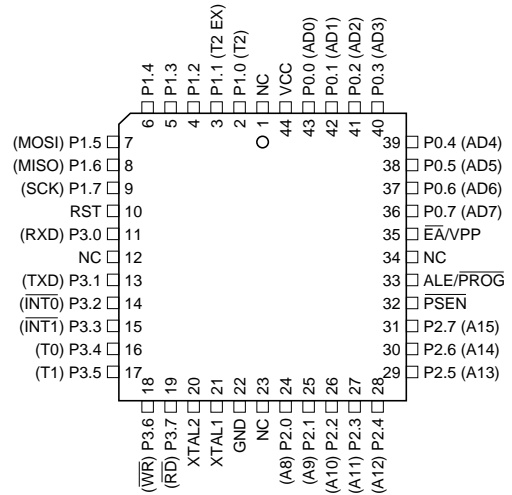 P1.4
P1.3
P1.2
P1.1 (T2 EX)
P1.0 (T2)
NC
VCC
P0.0 (AD0)
P0.1 (AD1)
P0.2 (AD2)
P0.3 (AD3)
6
5
4
3
2
1
44
43
42
41
40
(MOSI) P1.5 7
(MISO) P1.6 8
(SCK) P1.7 9
RST 10
(RXD) P3.0 11
NC 12
(TXD) P3.1 13
(INT0) P3.2 14
(INT1) P3.3 15
(T0) P3.4 16
(T1) P3.5 17
39 P0.4 (AD4)
38 P0.5 (AD5)
37 P0.6 (AD6)
36 P0.7 (AD7)
35 EA/VPP
34 NC
33 ALE/PROG
32 PSEN
31 P2.7 (A15)
30 P2.6 (A14)
29 P2.5 (A13)
18
19
20
21
22
23
24
25
26
27
28
(WR) P3.6
(RD) P3.7
XTAL2
XTAL1
GND
NC
(A8) P2.0
(A9) P2.1
(A10) P2.2
(A11) P2.3
(A12) P2.4